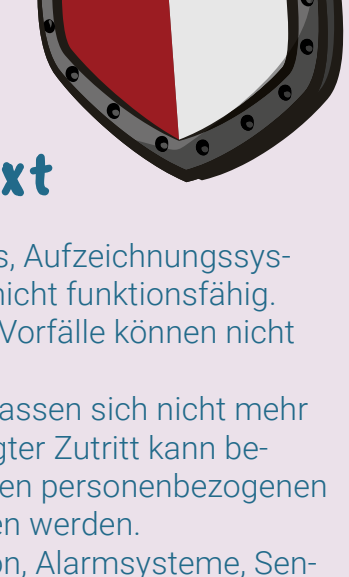 xt
s, Aufzeichnungssys-
nicht funktionsfähig.
Vorfälle können nicht
assen sich nicht mehr
gter Zutritt kann be-
en personenbezogenen
en werden.
on, Alarmsysteme, Sen-